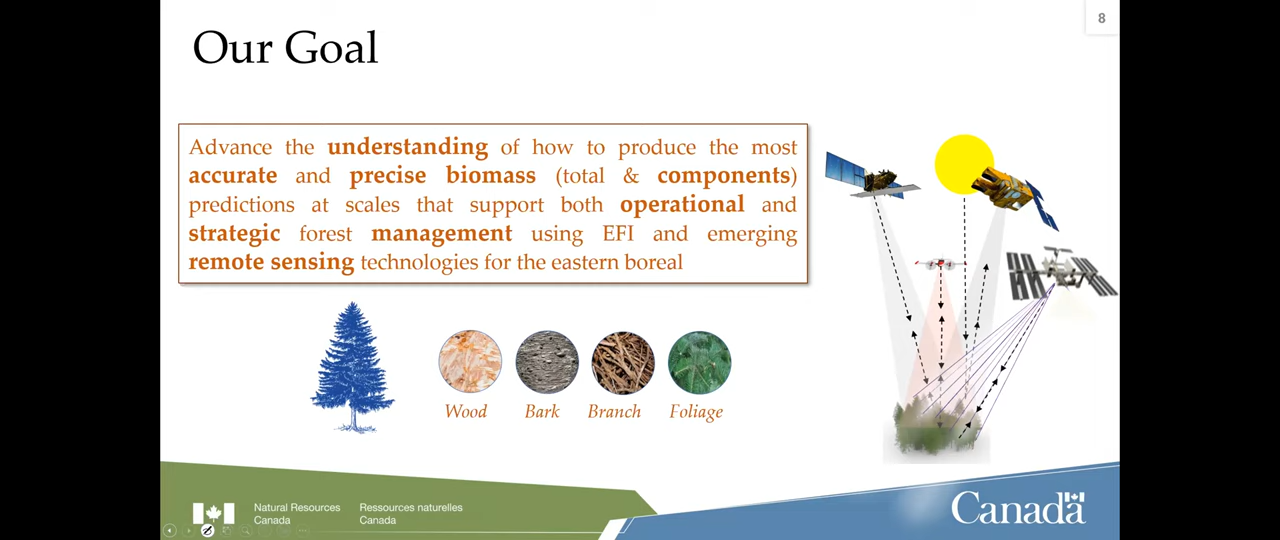 8
Our Goal
Advance the understanding of how to produce the most
accurate and precise biomass (total & components)
predictions at scales that support both operational and
strategic forest management using EFI and emerging
remote sensing technologies for the eastern boreal
Wood Bark Branch Foliage
Natural Resources Ressources naturelles
Canada Canada
Canada